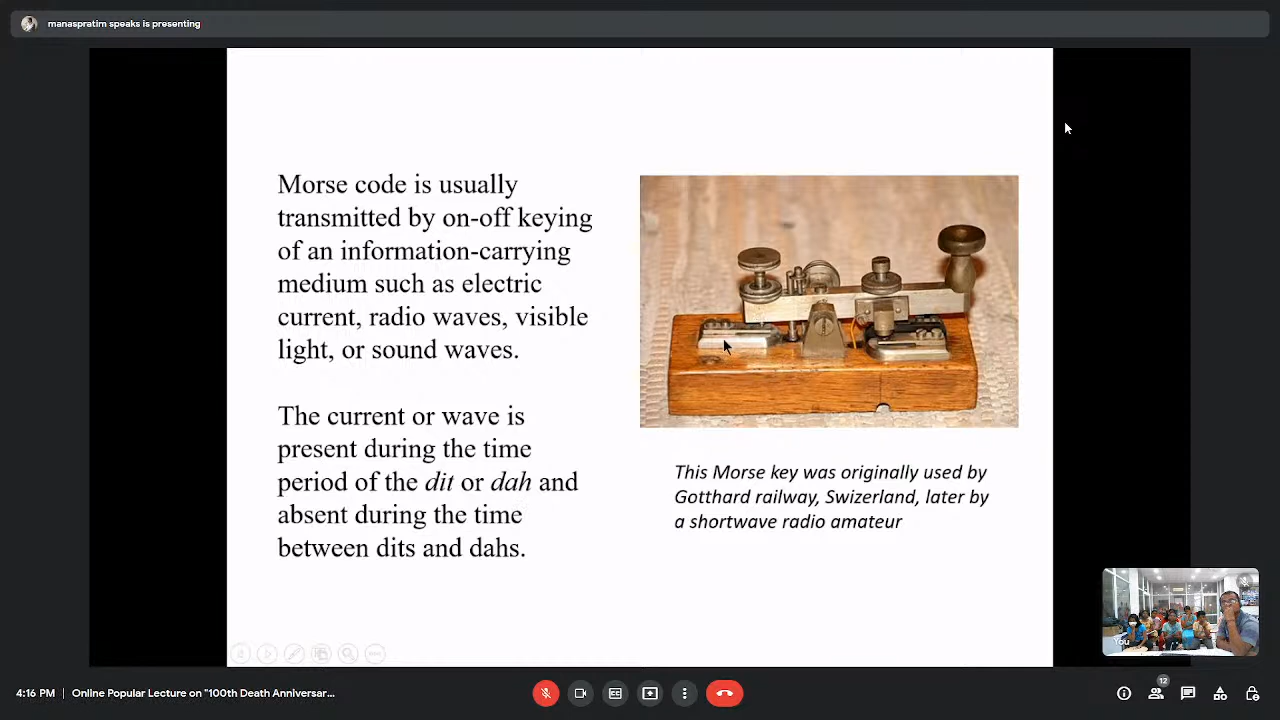 manaspratim speaks is presenting
Morse code is usually
transmitted by on-off keying
of an information-carrying
medium such as electric
current, radio waves, visible
light, or sound waves.
The current or wave is
present during the time
period of the dit or dah and
absent during the time
between dits and dahs.
This Morse key was originally used by
Gotthard railway, Swizerland, later by
a shortwave radio amateur
You
4:16 PM | Online Popular Lecture on "100th Death Anniversar...
12